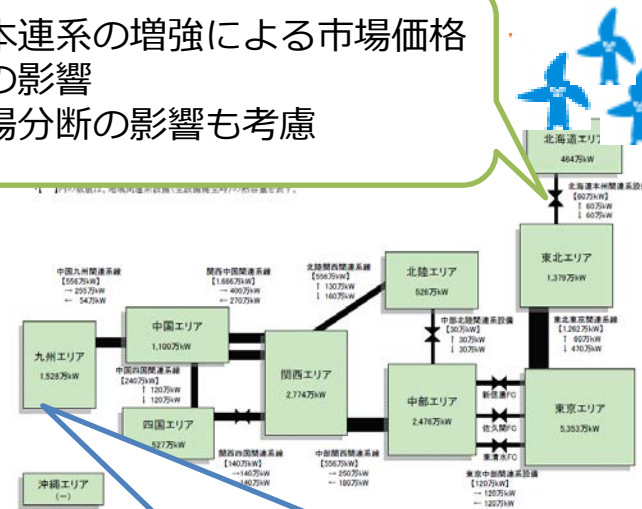 本連系の増強による市場価格
の影響
場分断の影響も考慮
北海道エリア
464万kW
北海道本州間連系設備
【60万kW】
↑ 60万kW
↓ 60万kW
東北エリア
1,379万kW
北陸関西間連系線
【556万kW】
↑ 130万kW
↓ 160万kW
北陸エリア
526万kW
中国九州間連系線
【556万kW】
→ 255万kW
← 54万kW
関西中国間連系線
【1,666万kW】
→ 400万kW
← 270万kW
中部北陸間連系設備
【30万kW】
↑ 30万kW
↓ 30万kW
東北東京間連系線
【1,262万kW】
↑ 60万kW
↓ 470万kW
中国エリア
1,100万kW
九州エリア
1,528万kW
関西エリア
2,774万kW
中国四国間連系線
【240万kW】
↑ 120万kW
↓ 120万kW
中部エリア
2,476万kW
新信濃FC
佐久間FC
東清水FC
東京エリア
5,353万kW
四国エリア
527万kW
関西四国間連系線
【140万kW】
→140万kW
140万kW
中部関西間連系線
【556万kW】
→ 250万kW
← 180万kW
東京中部間連系設備
【120万kW】
→ 120万kW
← 120万kW
沖縄エリア
(－)